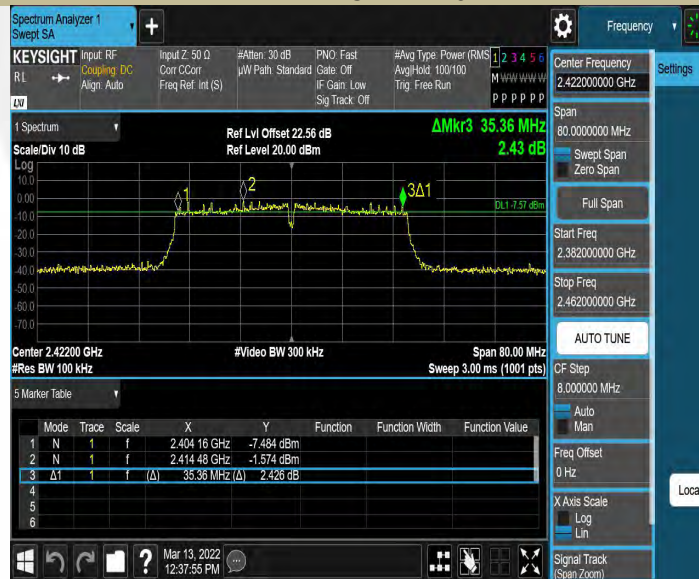 Spectrum Analyzer 1
Swept SA
+
Frequency
KEYSIGHT
RL
LXI
Input: RF
Coupling: DC
Align: Auto
Input Z: 50 Ω
Corr CCorr
Freq Ref: Int (S)
#Atten: 30 dB
µW Path: Standard
PNO: Fast
Gate: Off
IF Gain: Low
Sig Track: Off
#Avg Type: Power (RMS
Avg|Hold: 100/100
Trig: Free Run
1 2 3 4 5 6
M W W W W W
P P P P P P
Center Frequency
2.422000000 GHz
Settings
1 Spectrum
Scale/Div 10 dB
Ref Lvl Offset 22.56 dB
Ref Level 20.00 dBm
ΔMkr3 35.36 MHz
2.43 dB
Span
80.0000000 MHz
Swept Span
Zero Span
Full Span
Log
10.0
0.00
-10.0
-20.0
-30.0
-40.0
-50.0
-60.0
-70.0
1
2
3Δ1
DL1 -7.57 dBm
Start Freq
2.382000000 GHz
Stop Freq
2.462000000 GHz
AUTO TUNE
Center 2.42200 GHz
#Video BW 300 kHz
Span 80.00 MHz
#Res BW 100 kHz
Sweep 3.00 ms (1001 pts)
CF Step
8.000000 MHz
Auto
Man
5 Marker Table
Mode Trace Scale X Y Function Function Width Function Value
1 N 1 f 2.404 16 GHz -7.484 dBm
2 N 1 f 2.414 48 GHz -1.574 dBm
3 Δ1 1 f (Δ) 35.36 MHz (Δ) 2.426 dB
4
5
6
Freq Offset
0 Hz
X Axis Scale
Log
Lin
Loca
Signal Track
(Span Zoom)
?
Mar 13, 2022
12:37:55 PM